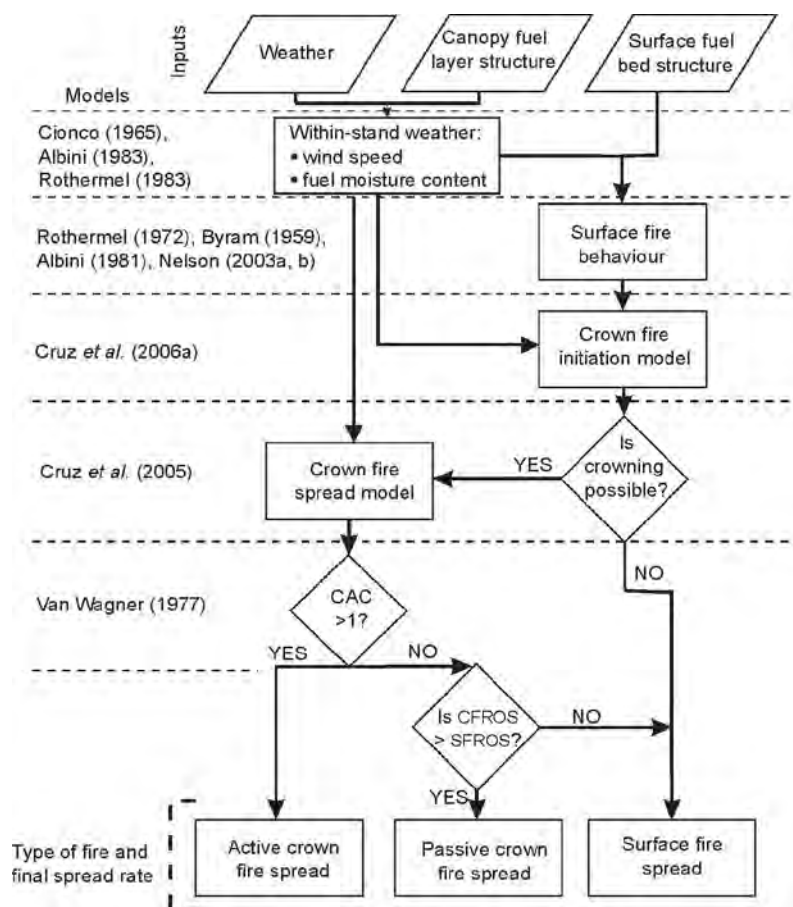 Inputs
Weather
Canopy fuel
layer structure
Surface fuel
bed structure
Models
Cionco (1965),
Albini (1983),
Rothermel (1983)
Within-stand weather:
• wind speed
• fuel moisture content
Rothermel (1972); Byram (1959);
Albini (1981), Nelson (2003a, b)
Surface fire
behaviour
Cruz et al. (2006a)
Crown fire
initiation model
Cruz et al. (2005)
Crown fire
spread model
YES
Is
crowning
possible?
NO
Van Wagner (1977)
CAC
>1?
YES
NO
Is CFROS
> SFROS?
NO
YES
Type of fire and
final spread rate
Active crown
fire spread
Passive crown
fire spread
Surface fire
spread